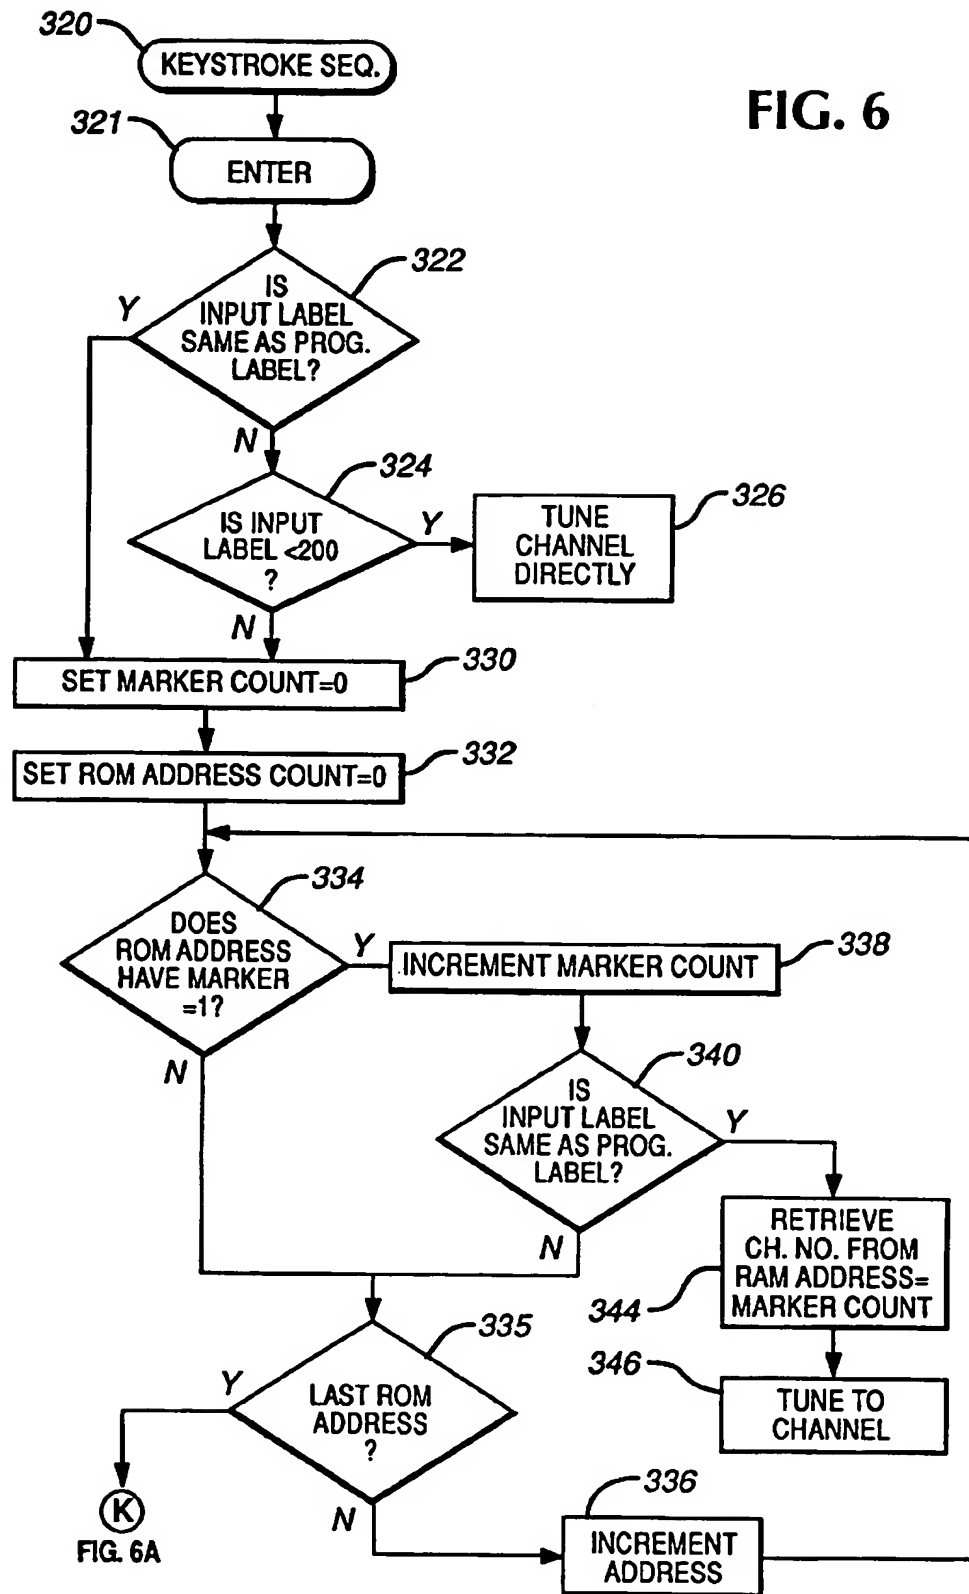 320
KEYSTROKE SEQ.
FIG. 6
321
ENTER
322
IS
INPUT LABEL
SAME AS PROG.
LABEL?
Y
N
324
IS INPUT
LABEL <200
?
Y
N
326
TUNE
CHANNEL
DIRECTLY
330
SET MARKER COUNT=0
332
SET ROM ADDRESS COUNT=0
334
DOES
ROM ADDRESS
HAVE MARKER
=1?
Y
N
338
INCREMENT MARKER COUNT
340
IS
INPUT LABEL
SAME AS PROG.
LABEL?
Y
N
344
RETRIEVE
CH. NO. FROM
RAM ADDRESS=
MARKER COUNT
346
TUNE TO
CHANNEL
335
LAST ROM
ADDRESS
?
Y
N
K
FIG. 6A
336
INCREMENT
ADDRESS